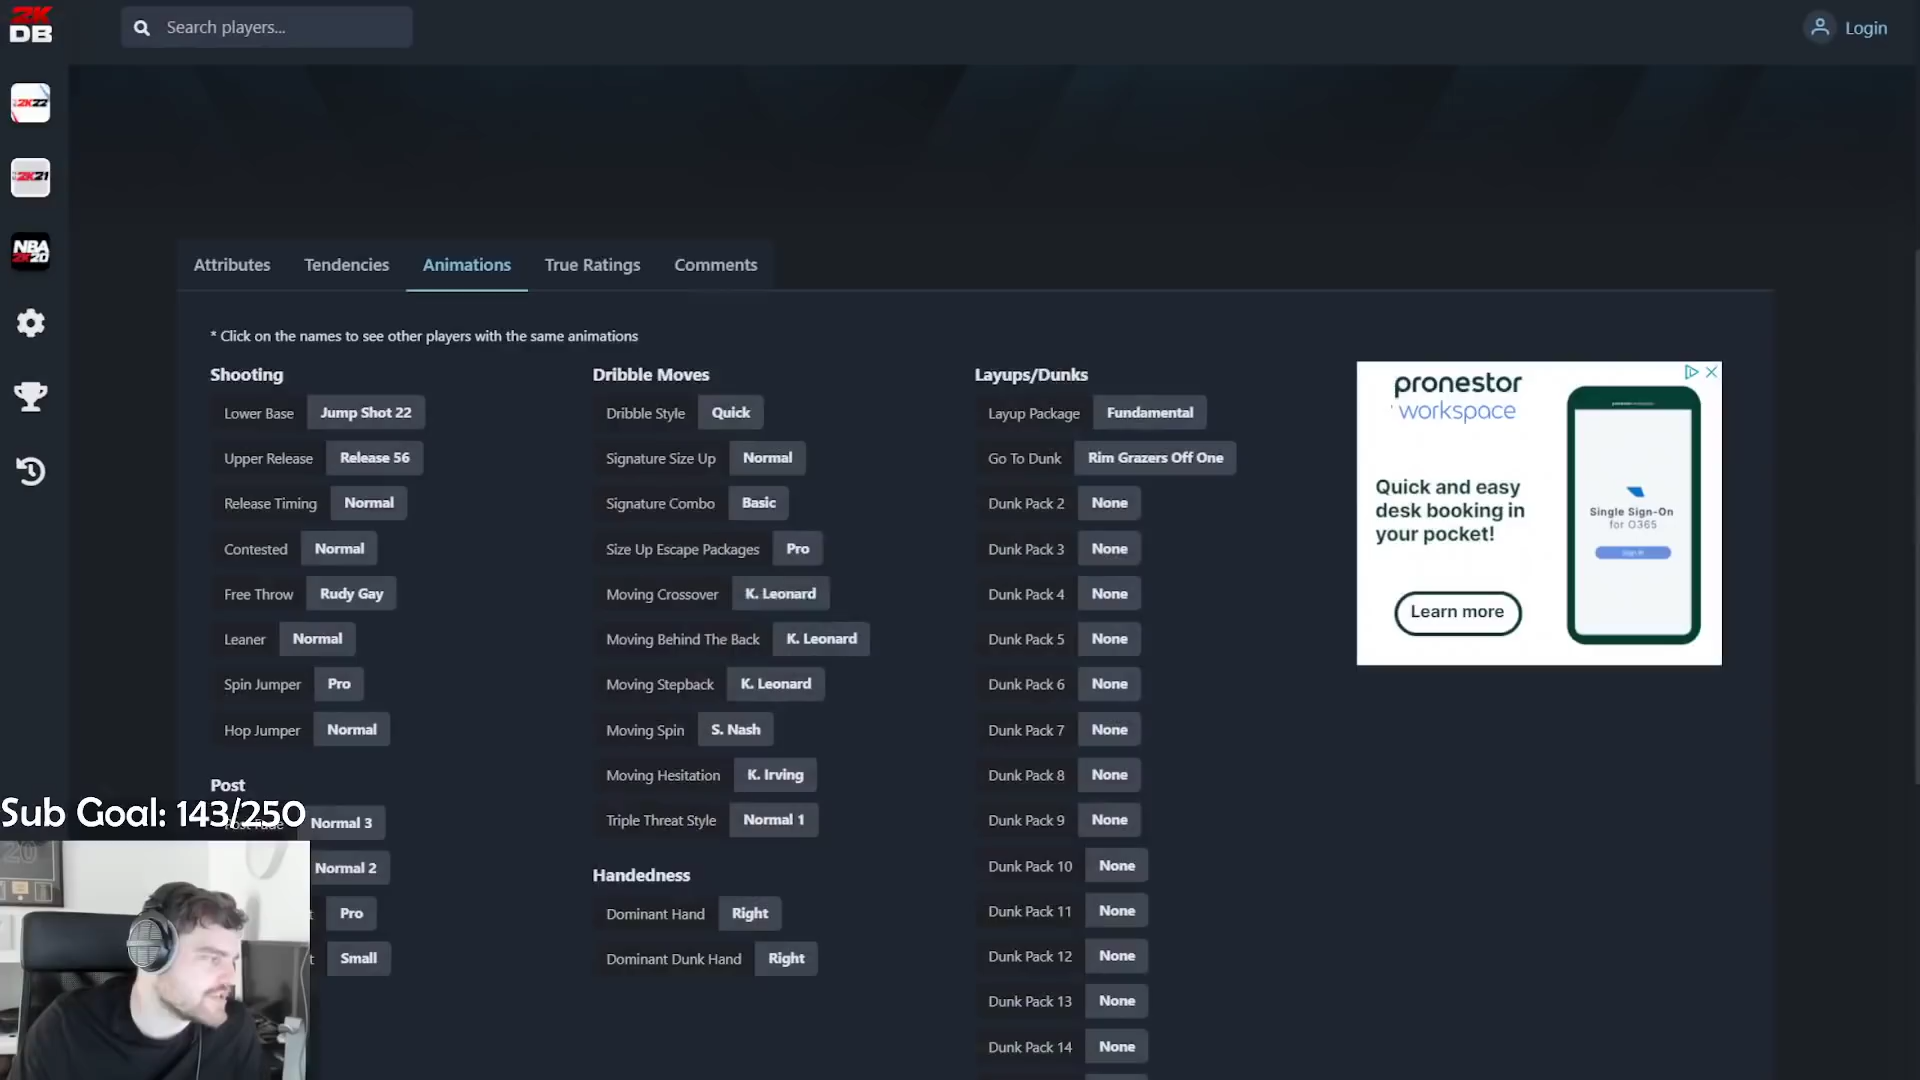 2K
DB
Search players...
Login
2K22
2K21
NBA
2K20
Attributes
Tendencies
Animations
True Ratings
Comments
* Click on the names to see other players with the same animations
Shooting
Lower Base Jump Shot 22
Upper Release Release 56
Release Timing Normal
Contested Normal
Free Throw Rudy Gay
Leaner Normal
Spin Jumper Pro
Hop Jumper Normal
Post
Post Fade Normal 3
Normal 2
t Pro
t Small
Dribble Moves
Dribble Style Quick
Signature Size Up Normal
Signature Combo Basic
Size Up Escape Packages Pro
Moving Crossover K. Leonard
Moving Behind The Back K. Leonard
Moving Stepback K. Leonard
Moving Spin S. Nash
Moving Hesitation K. Irving
Triple Threat Style Normal 1
Handedness
Dominant Hand Right
Dominant Dunk Hand Right
Layups/Dunks
Layup Package Fundamental
Go To Dunk Rim Grazers Off One
Dunk Pack 2 None
Dunk Pack 3 None
Dunk Pack 4 None
Dunk Pack 5 None
Dunk Pack 6 None
Dunk Pack 7 None
Dunk Pack 8 None
Dunk Pack 9 None
Dunk Pack 10 None
Dunk Pack 11 None
Dunk Pack 12 None
Dunk Pack 13 None
Dunk Pack 14 None
pronestor
workspace
Quick and easy
desk booking in
your pocket!
Learn more
Single Sign-On
for O365
Sign in
Sub Goal: 143/250
20